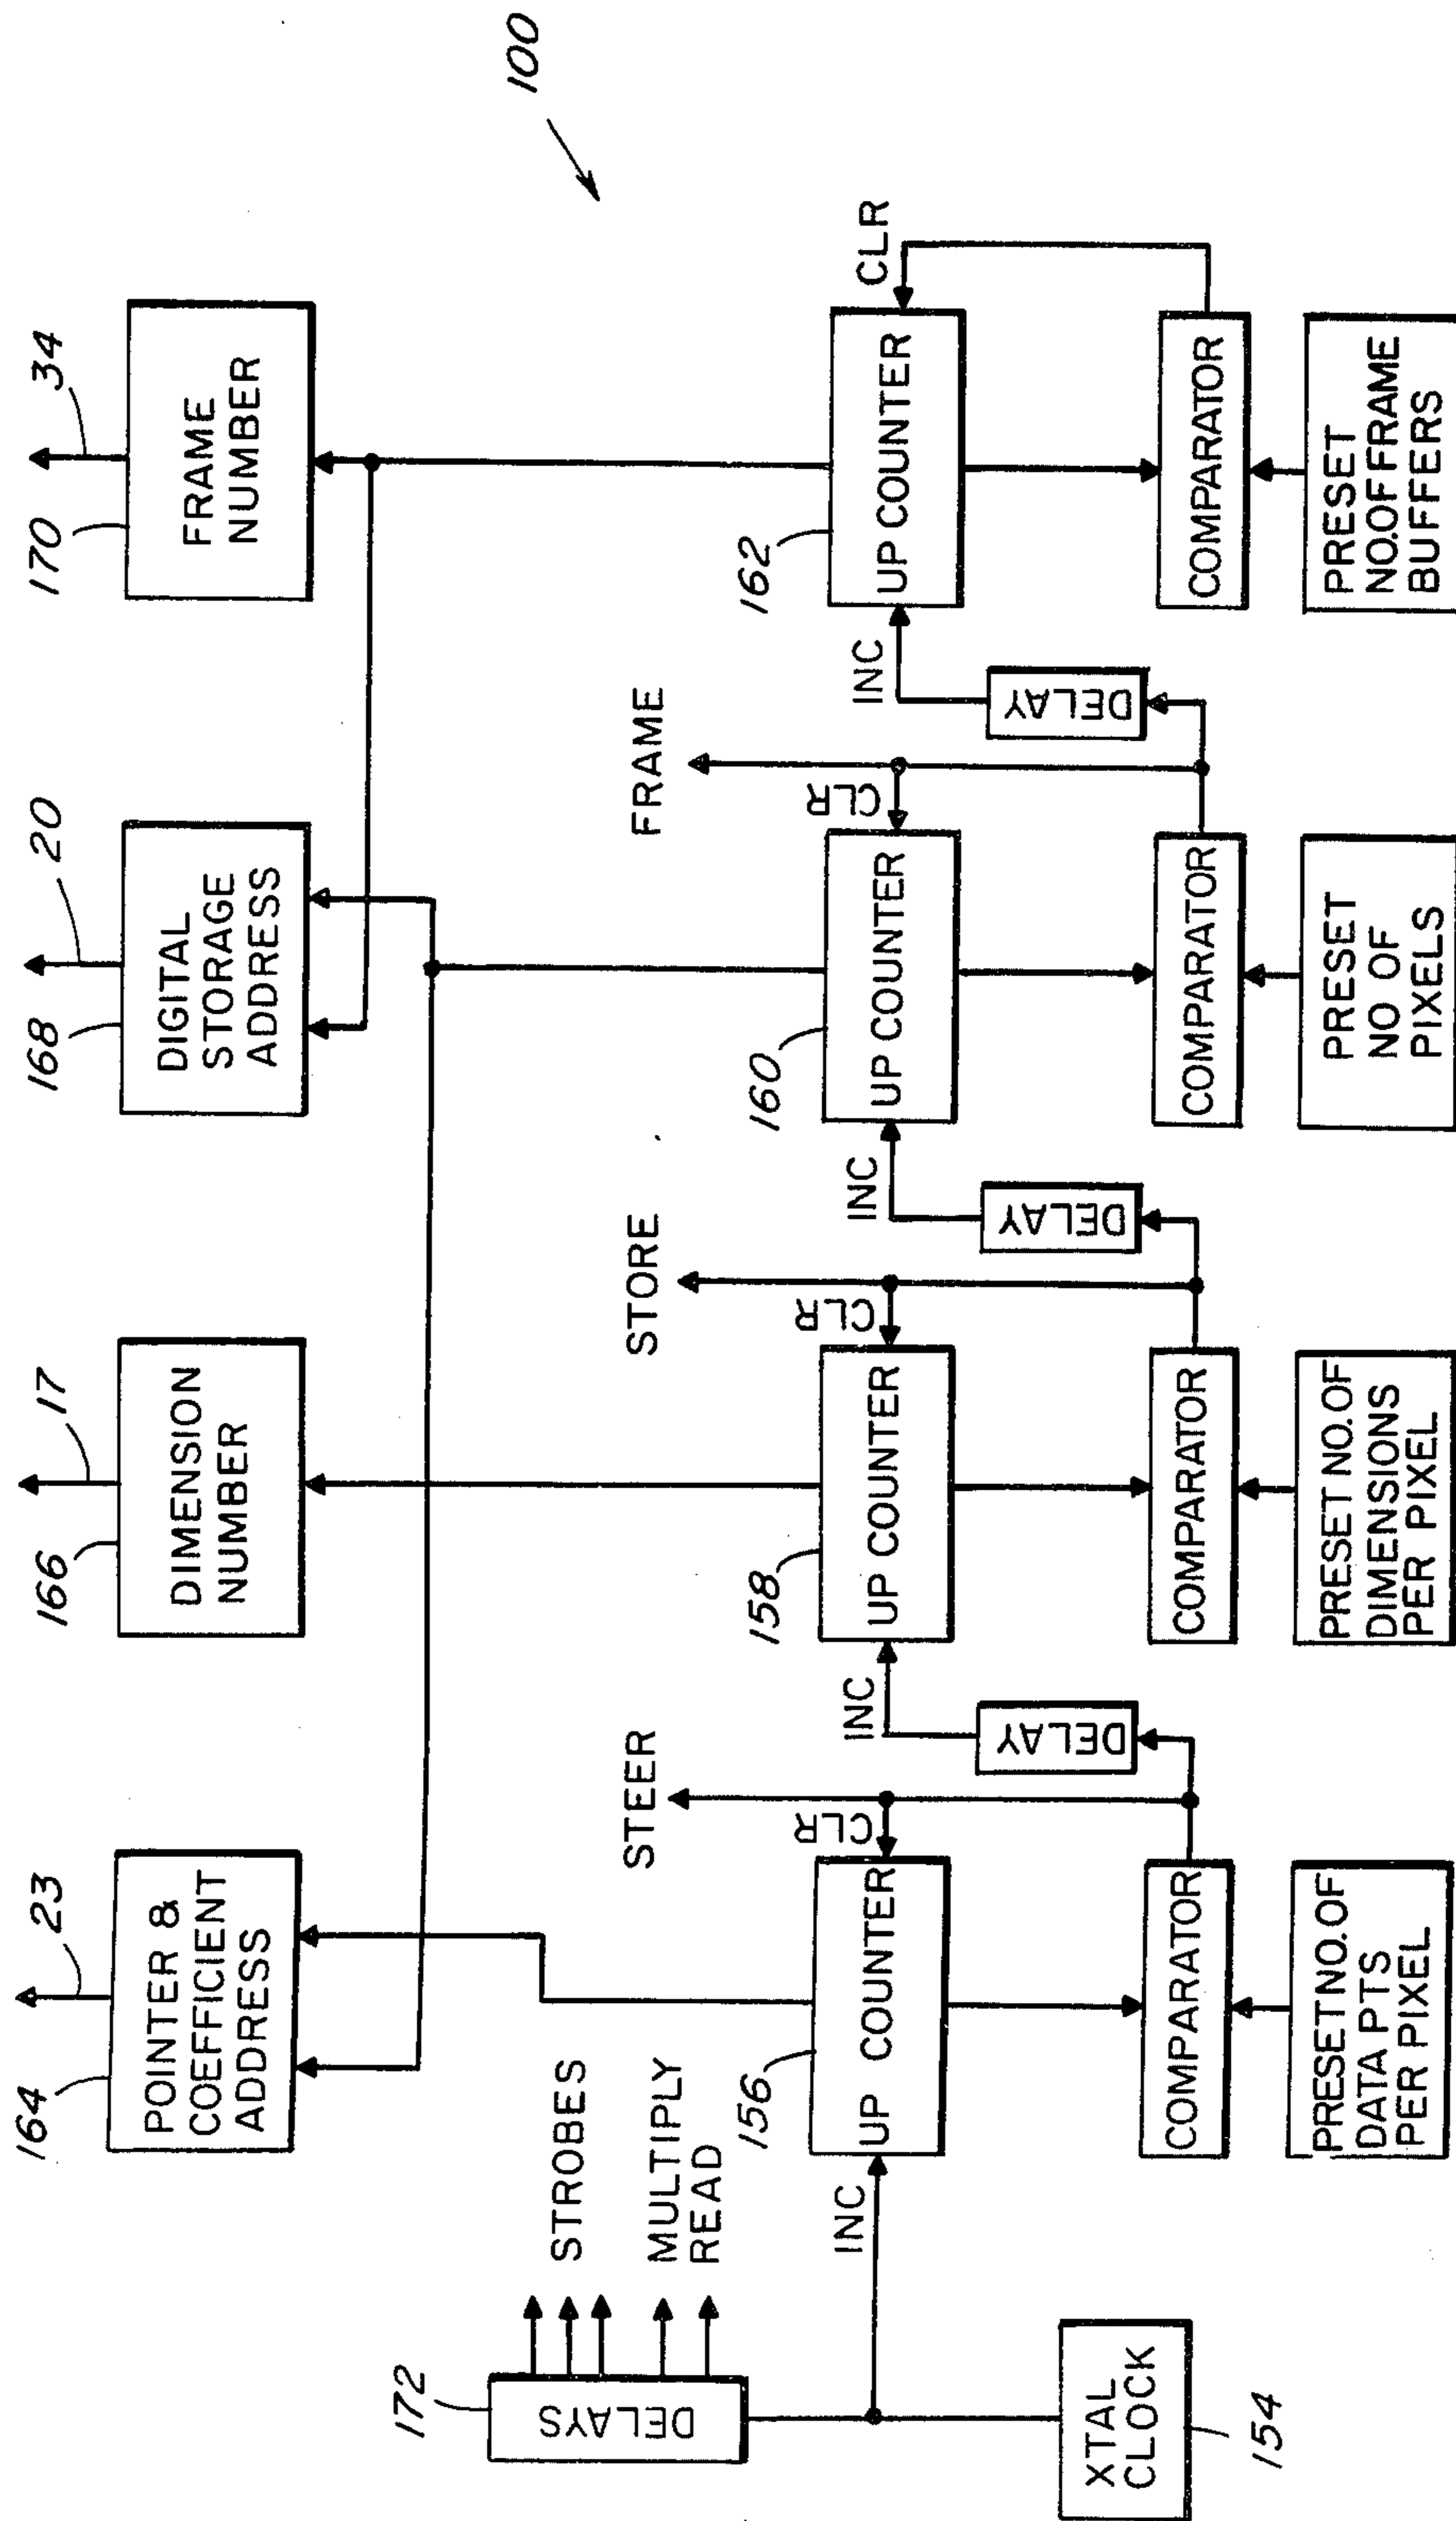 100
164
23
POINTER &
COEFFICIENT
ADDRESS
166
17
DIMENSION
NUMBER
168
20
DIGITAL
STORAGE
ADDRESS
170
34
FRAME
NUMBER
172
DELAYS
STROBES
MULTIPLY
READ
STEER
STORE
FRAME
INC
156
UP COUNTER
CLR
DELAY
INC
158
UP COUNTER
CLR
DELAY
INC
160
UP COUNTER
CLR
DELAY
INC
162
UP COUNTER
CLR
XTAL
CLOCK
154
COMPARATOR
COMPARATOR
COMPARATOR
COMPARATOR
PRESET NO. OF
DATA PTS
PER PIXEL
PRESET NO. OF
DIMENSIONS
PER PIXEL
PRESET
NO OF
PIXELS
PRESET
NO. OF FRAME
BUFFERS